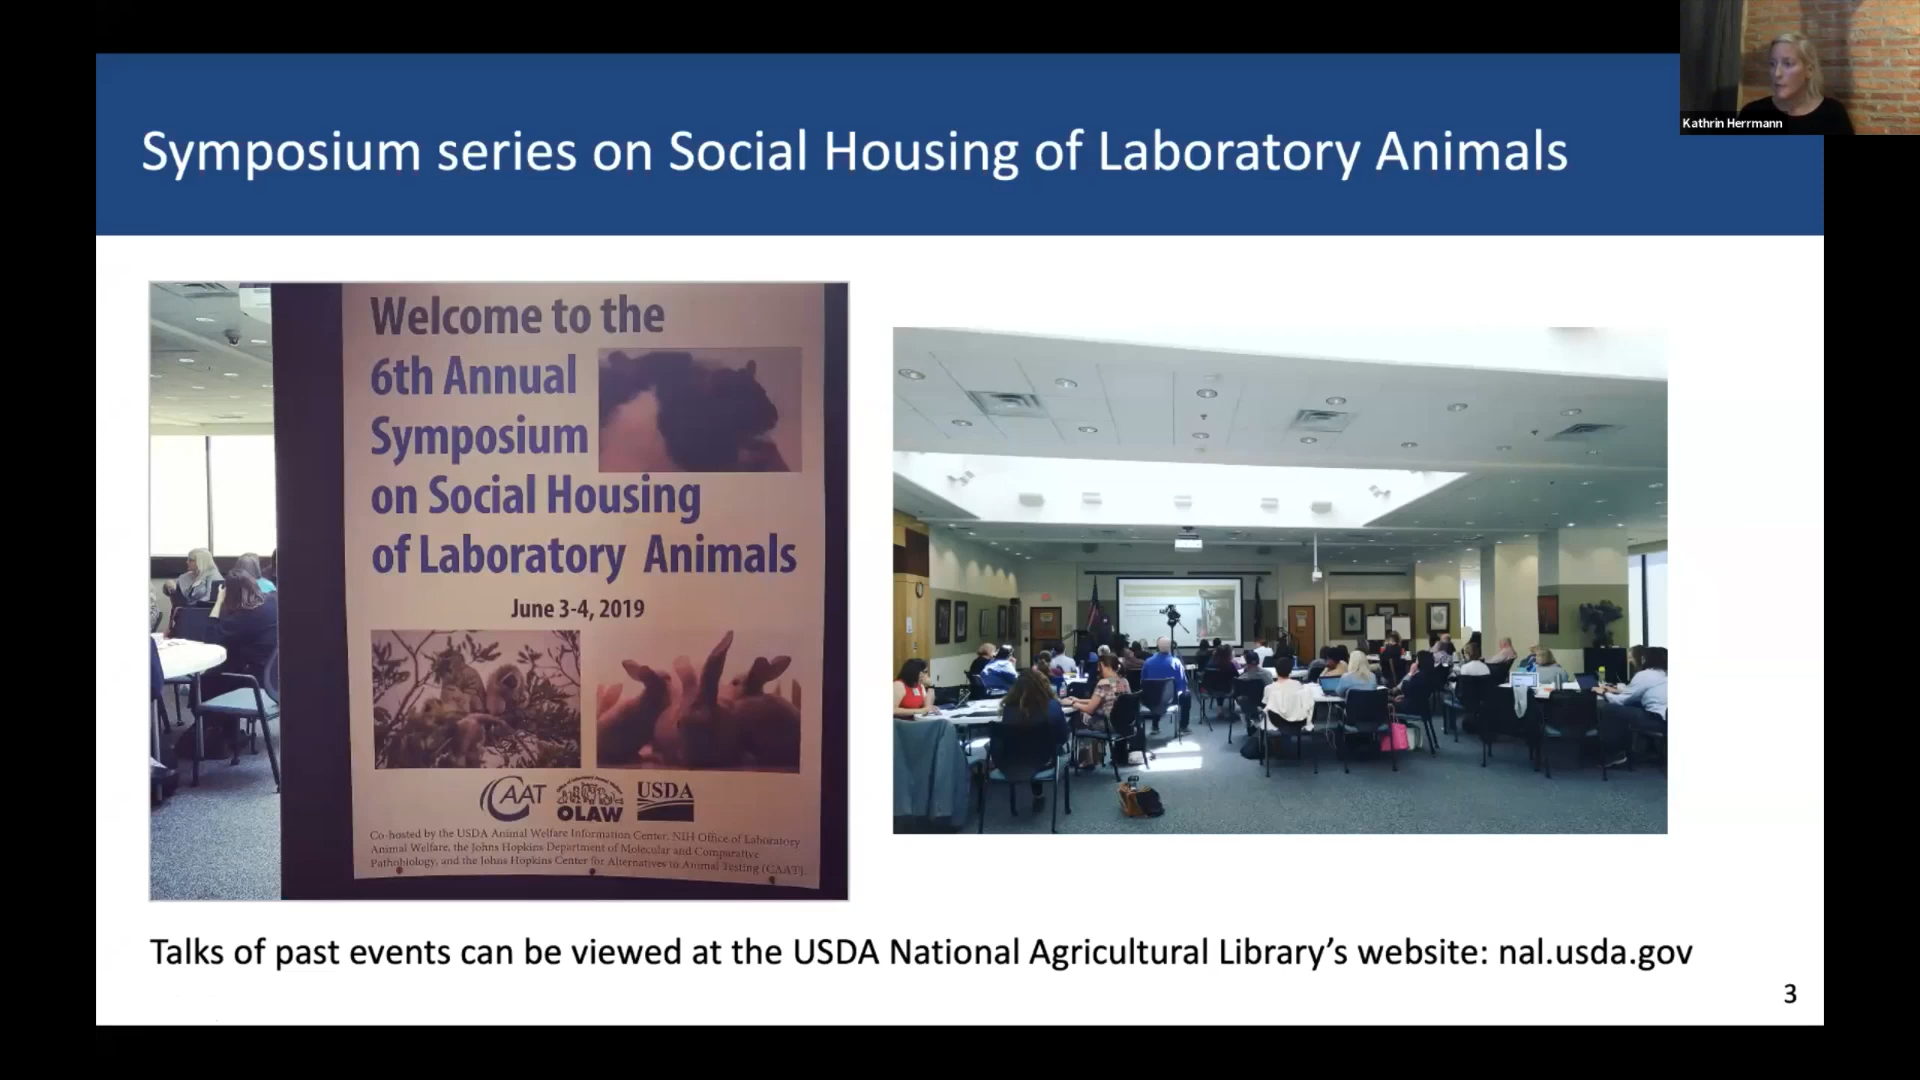 Kathrin Herrmann
Symposium series on Social Housing of Laboratory Animals
Welcome to the
6th Annual
Symposium
on Social Housing
of Laboratory Animals
June 3-4, 2019
CAAT
OLAW
USDA
Co-hosted by the USDA Animal Welfare Information Center, NIH Office of Laboratory
Animal Welfare, the Johns Hopkins Department of Molecular and Comparative
Pathobiology, and the Johns Hopkins Center for Alternatives to Animal Testing (CAAT).
Talks of past events can be viewed at the USDA National Agricultural Library’s website: nal.usda.gov
3